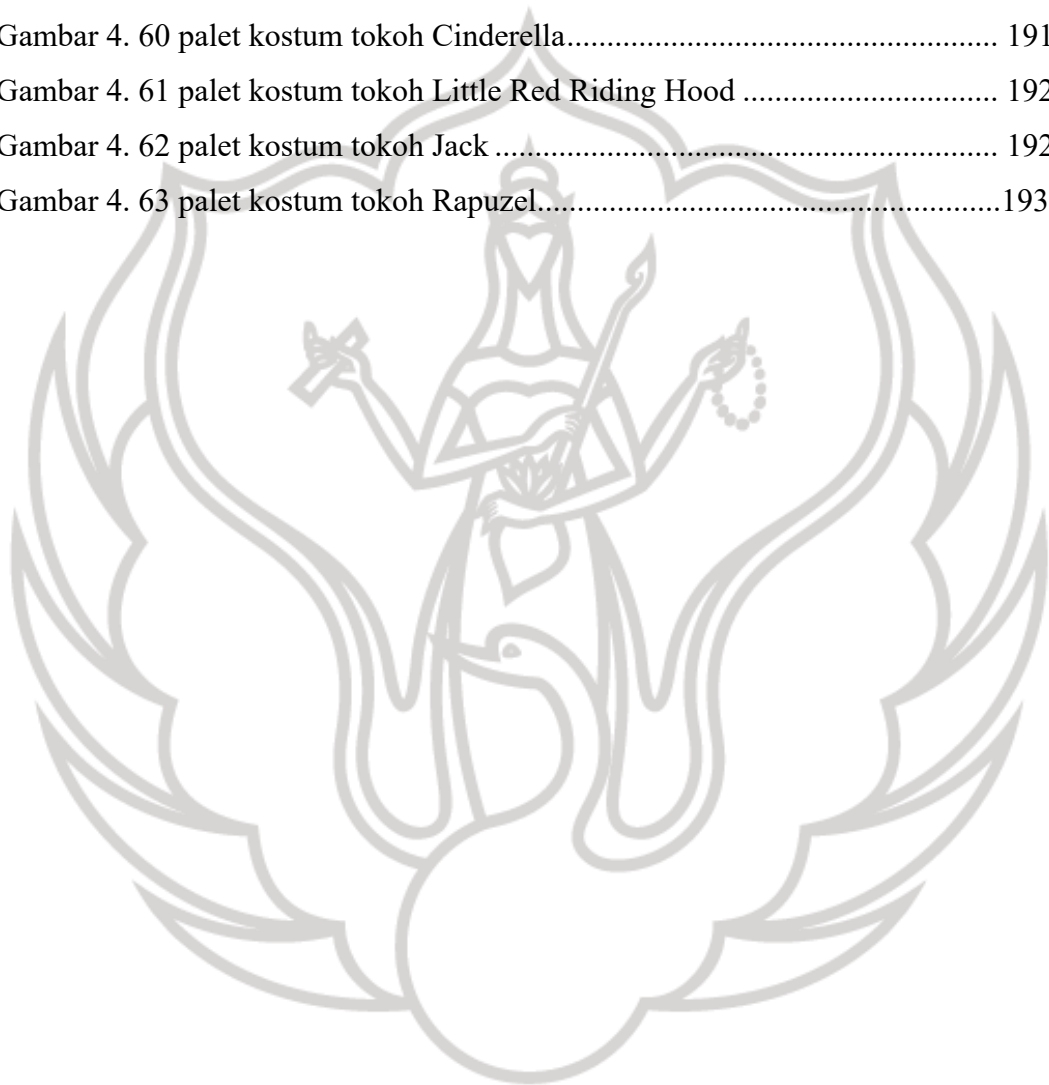 Gambar 4. 60 palet kostum tokoh Cinderella...................................................... 191
Gambar 4. 61 palet kostum tokoh Little Red Riding Hood ................................ 192
Gambar 4. 62 palet kostum tokoh Jack ............................................................... 192
Gambar 4. 63 palet kostum tokoh Rapuzel..........................................................193